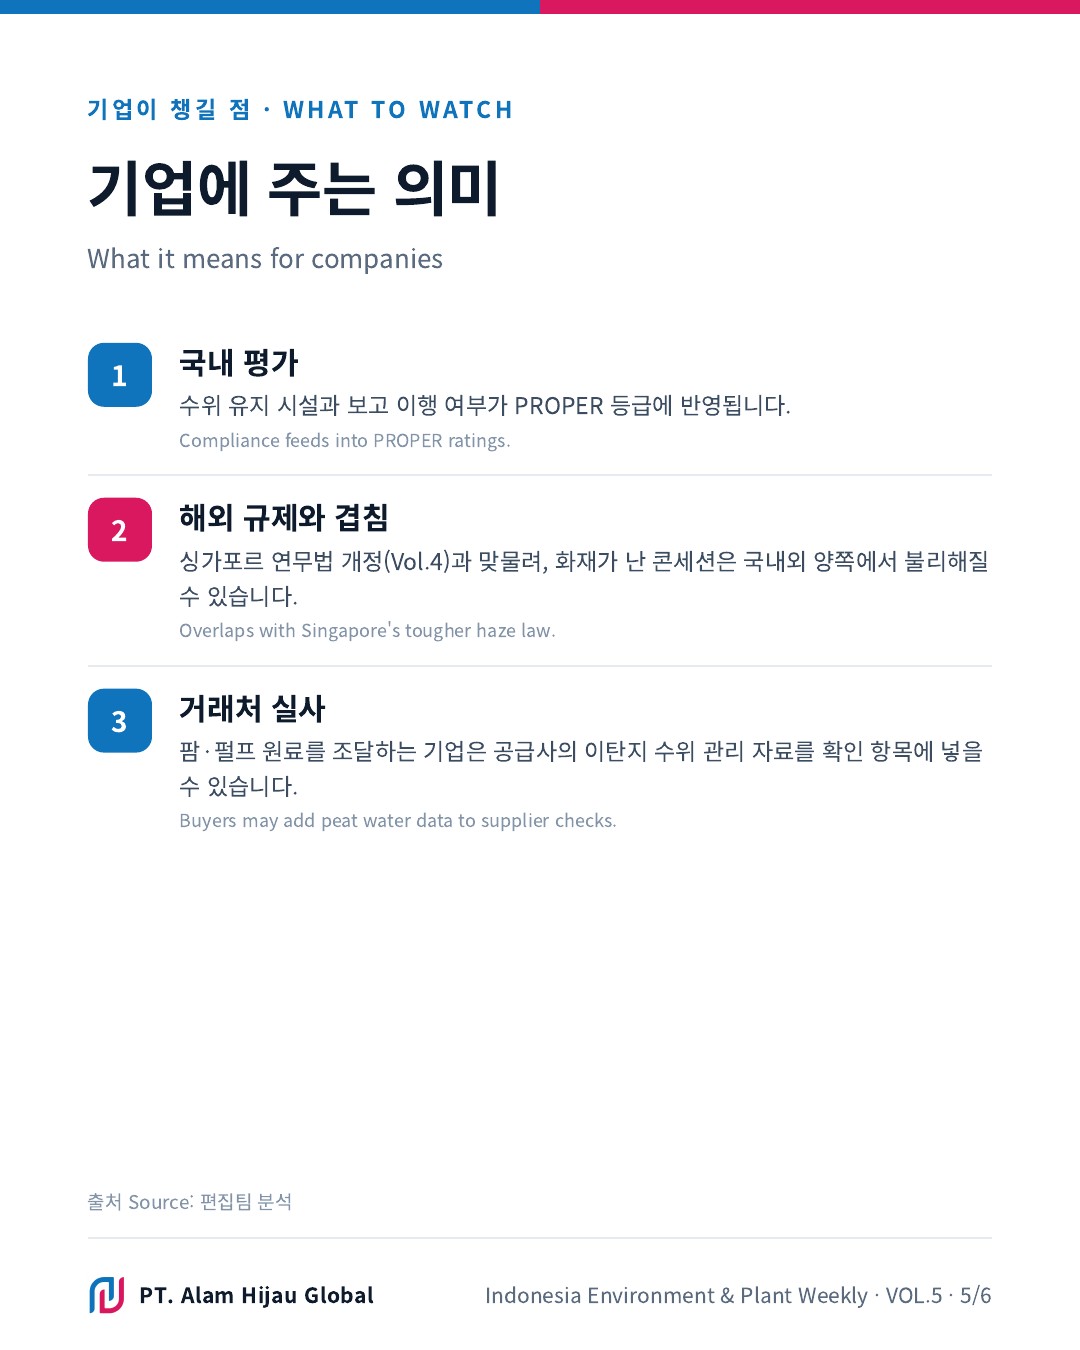 기업이 챙길 점 · WHAT TO WATCH
기업에 주는 의미
What it means for companies
1
국내 평가
수위 유지 시설과 보고 이행 여부가 PROPER 등급에 반영됩니다.
Compliance feeds into PROPER ratings.
2
해외 규제와 겹침
싱가포르 연무법 개정(Vol.4)과 맞물려, 화재가 난 콘세션은 국내외 양쪽에서 불리해질
수 있습니다.
Overlaps with Singapore's tougher haze law.
3
거래처 실사
팜·펄프 원료를 조달하는 기업은 공급사의 이탄지 수위 관리 자료를 확인 항목에 넣을
수 있습니다.
Buyers may add peat water data to supplier checks.
출처 Source: 편집팀 분석
PT. Alam Hijau Global
Indonesia Environment & Plant Weekly · VOL.5 · 5/6